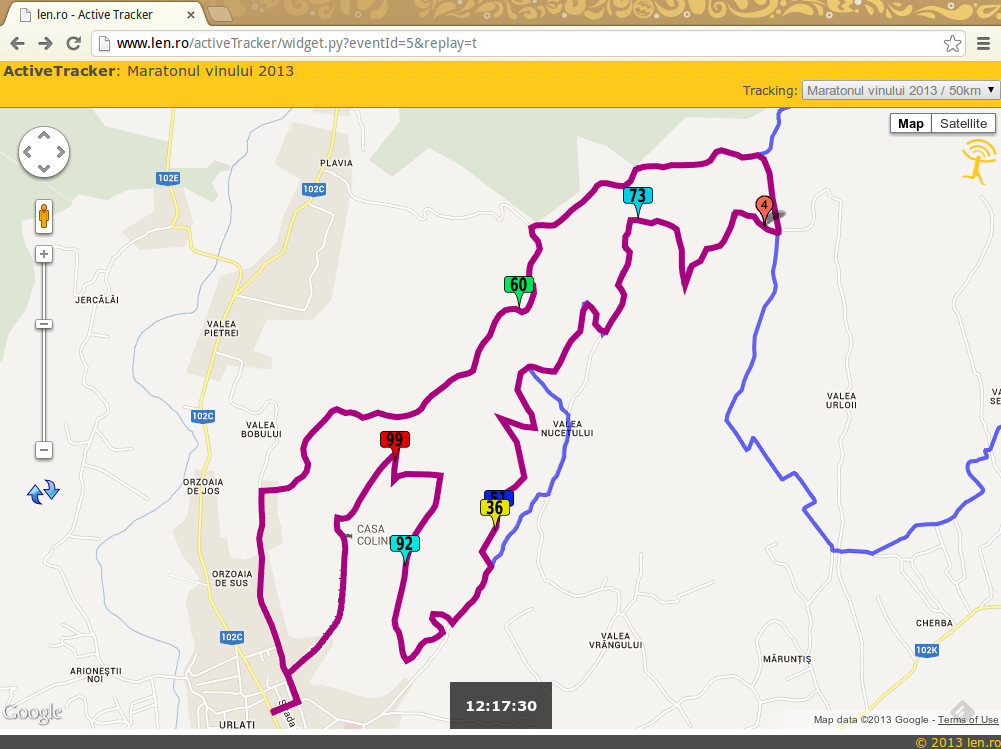 len.ro - Active Tracker
www.len.ro/activeTracker/widget.py?eventId=5&replay=t
ActiveTracker: Maratonul vinului 2013
Tracking: Maratonul vinului 2013 / 50km
Map Satellite
PLAVIA
102E
102C
73
4
60
JERCĂLĂI
VALEA
PIETREI
VALEA
URLOII
VA
SE
102C
VALEA
BOBULUI
VALEA
NUCETULUI
99
ORZOAIA
DE JOS
51
36
CASA
COLIN
92
ORZOAIA
DE SUS
CHERBA
102C
VALEA
VRÂNGULUI
102K
MĂRUNȚIȘ
ARIONEȘTII
NOI
Strada
12:17:30
Google
URLATI
Map data ©2013 Google - Terms of Use
© 2013 len.ro